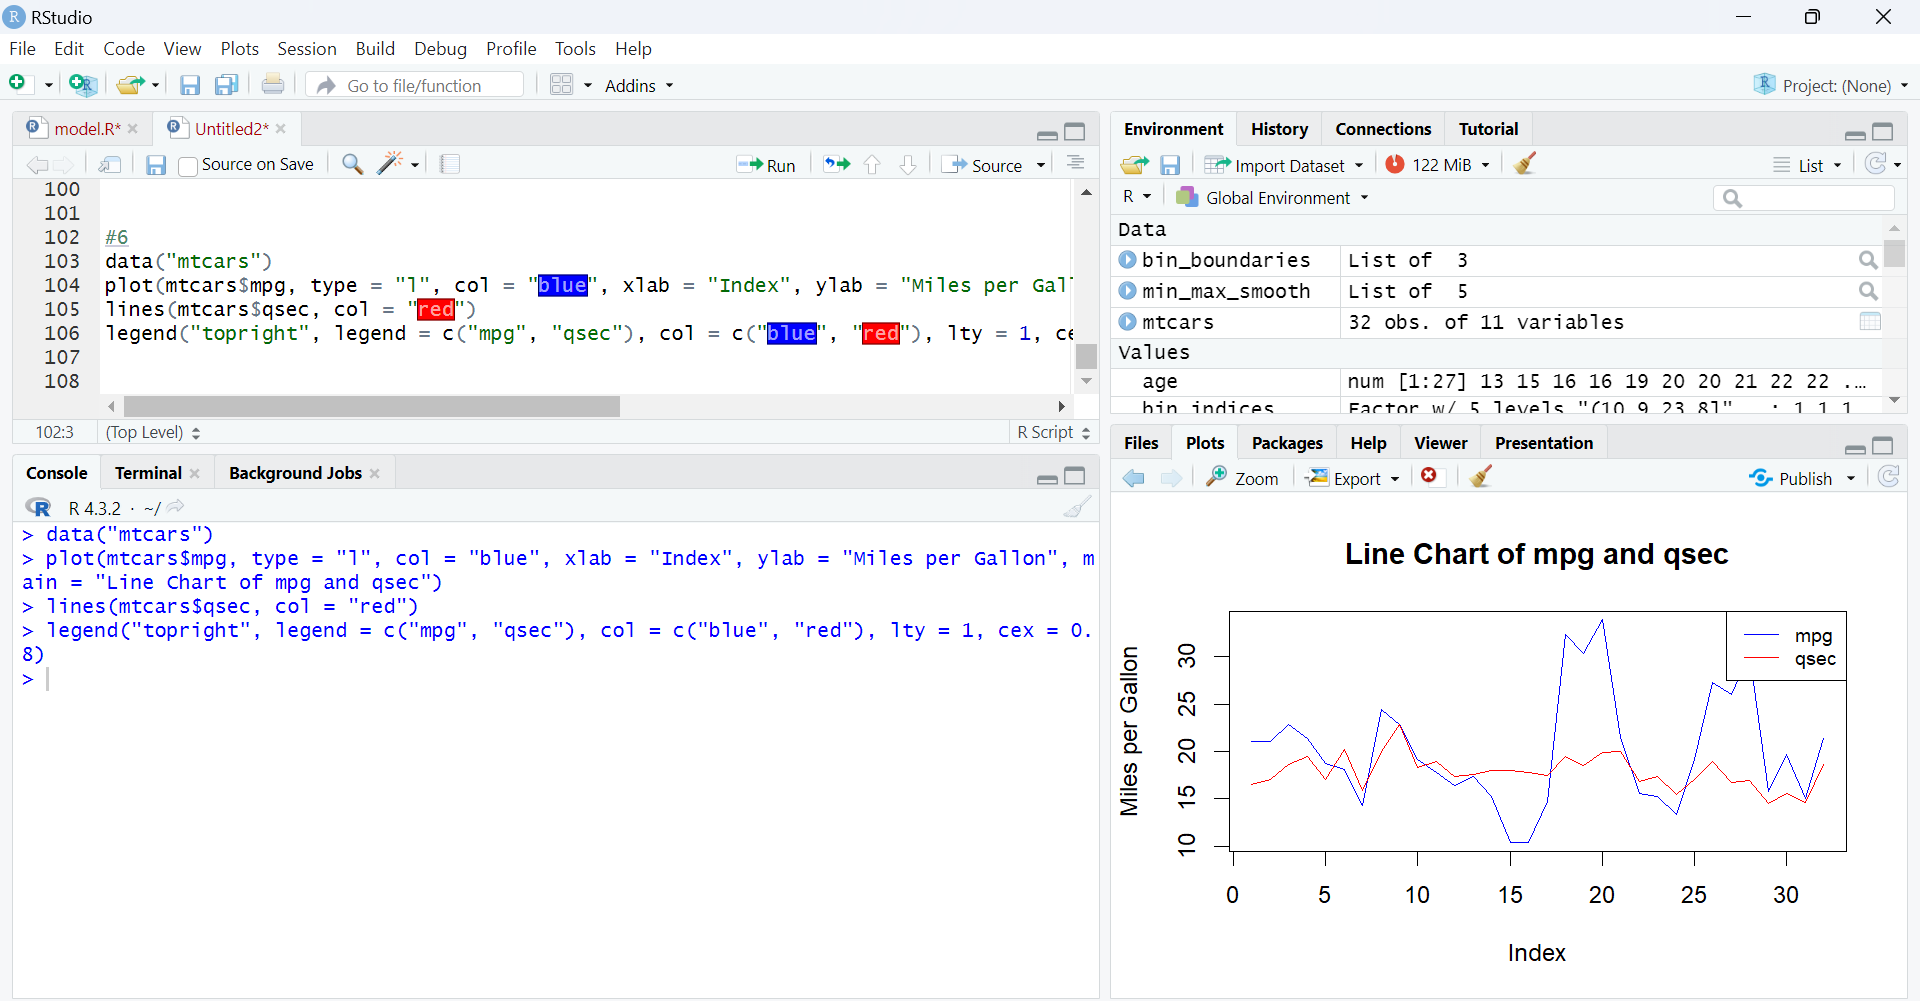 RStudio
File Edit Code View Plots Session Build Debug Profile Tools Help
Go to file/function Addins Project: (None)
model.R* Untitled2*
Source on Save Run Source
100
101
102 #6
103 data("mtcars")
104 plot(mtcars$mpg, type = "l", col = "blue", xlab = "Index", ylab = "Miles per Gal
105 lines(mtcars$qsec, col = "red")
106 legend("topright", legend = c("mpg", "qsec"), col = c("blue", "red"), lty = 1, ce
107
108
102:3 (Top Level) R Script
Console Terminal Background Jobs
R 4.3.2 · ~/
> data("mtcars")
> plot(mtcars$mpg, type = "l", col = "blue", xlab = "Index", ylab = "Miles per Gallon", m
ain = "Line Chart of mpg and qsec")
> lines(mtcars$qsec, col = "red")
> legend("topright", legend = c("mpg", "qsec"), col = c("blue", "red"), lty = 1, cex = 0.
8)
>
Environment History Connections Tutorial
Import Dataset 122 MiB List
R Global Environment
Data
bin_boundaries List of 3
min_max_smooth List of 5
mtcars 32 obs. of 11 variables
Values
age num [1:27] 13 15 16 16 19 20 20 21 22 22 ...
bin_indices Factor w/ 5 levels "(10.9,23.8]" : 1 1 1
Files Plots Packages Help Viewer Presentation
Zoom Export Publish
Line Chart of mpg and qsec
mpg
qsec
Miles per Gallon
30
25
20
15
10
0 5 10 15 20 25 30
Index